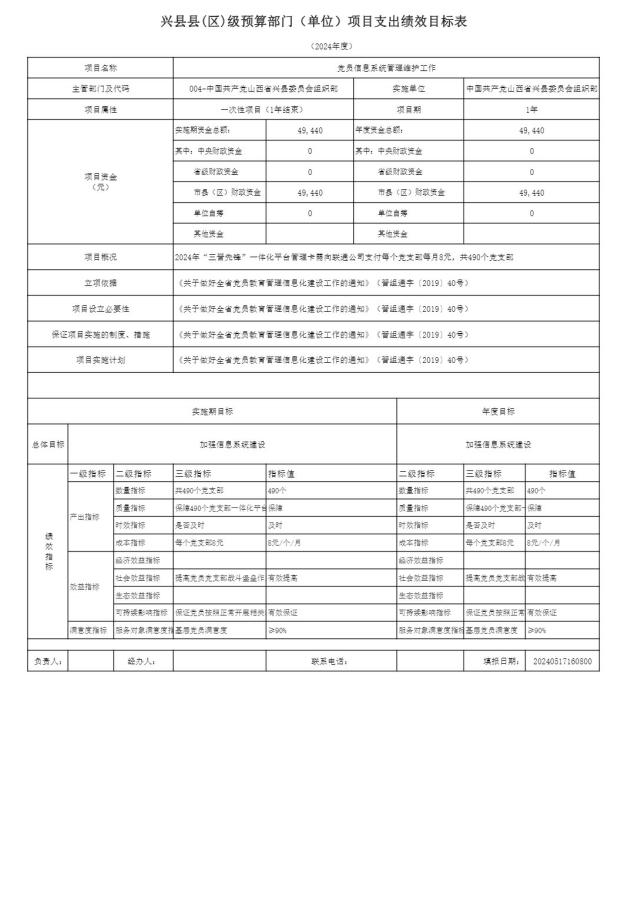 兴县县(区)级预算部门（单位）项目支出绩效目标表
（2024年度）
项目名称 党员信息系统管理维护工作
主管部门及代码 004-中国共产党山西省兴县委员会组织部 实施单位 中国共产党山西省兴县委员会组织部
项目属性 一次性项目（1年结束） 项目期 1年
项目资金
（元）
实施期资金总额: 49,440 年度资金总额: 49,440
其中: 中央财政资金 0 其中: 中央财政资金 0
省级财政资金 0 省级财政资金 0
市县（区）财政资金 49,440 市县（区）财政资金 49,440
单位自筹 0 单位自筹 0
其他资金 其他资金
项目概况 2024年“三晋先锋”一体化平台管理卡需向联通公司支付每个党支部每月8元, 共490个党支部
立项依据 《关于做好全省党员教育管理信息化建设工作的通知》（晋组通字〔2019〕40号）
项目设立必要性 《关于做好全省党员教育管理信息化建设工作的通知》（晋组通字〔2019〕40号）
保证项目实施的制度、措施 《关于做好全省党员教育管理信息化建设工作的通知》（晋组通字〔2019〕40号）
项目实施计划 《关于做好全省党员教育管理信息化建设工作的通知》（晋组通字〔2019〕40号）
实施期目标 年度目标
总体目标 加强信息系统建设 加强信息系统建设
绩效指标
一级指标 二级指标 三级指标 指标值 二级指标 三级指标 指标值
产出指标
数量指标 共490个党支部 490个 数量指标 共490个党支部 490个
质量指标 保障490个党支部一体化平台 保障 质量指标 保障490个党支部一 保障
时效指标 是否及时 及时 时效指标 是否及时 及时
成本指标 每个党支部8元 8元/个/月 成本指标 每个党支部8元 8元/个/月
效益指标
经济效益指标 经济效益指标
社会效益指标 提高党员党支部战斗堡垒作 有效提高 社会效益指标 提高党员党支部战 有效提高
生态效益指标 生态效益指标
可持续影响指标 保证党员按照正常开展相关 有效保证 可持续影响指标 保证党员按照正常 有效保证
满意度指标 服务对象满意度指 基层党员满意度 ≥90% 服务对象满意度指标 基层党员满意度 ≥90%
负责人: 经办人: 联系电话: 填报日期: 20240517160800